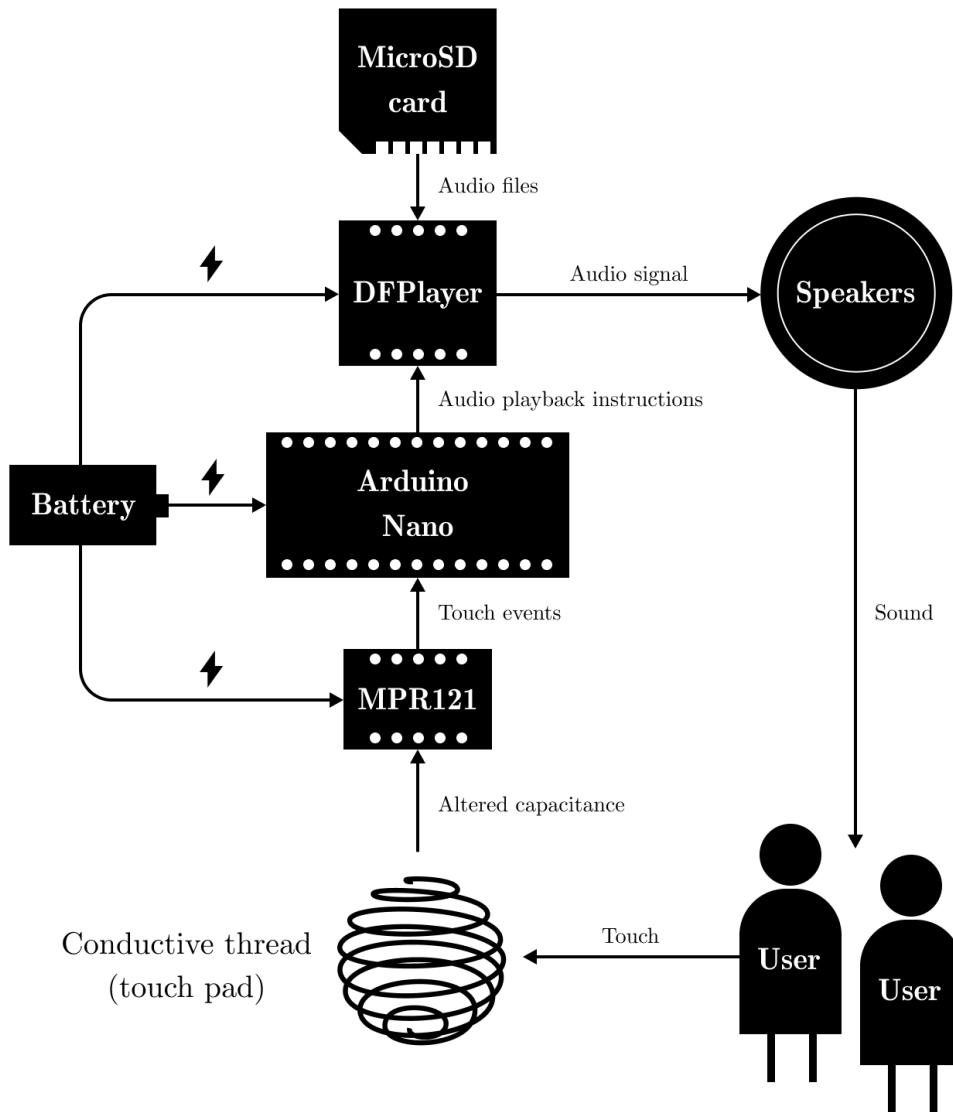 MicroSD
card
Audio files
DFPlayer
Audio signal
Speakers
Audio playback instructions
Battery
Arduino
Nano
Touch events
Sound
MPR121
Altered capacitance
Conductive thread
(touch pad)
Touch
User
User